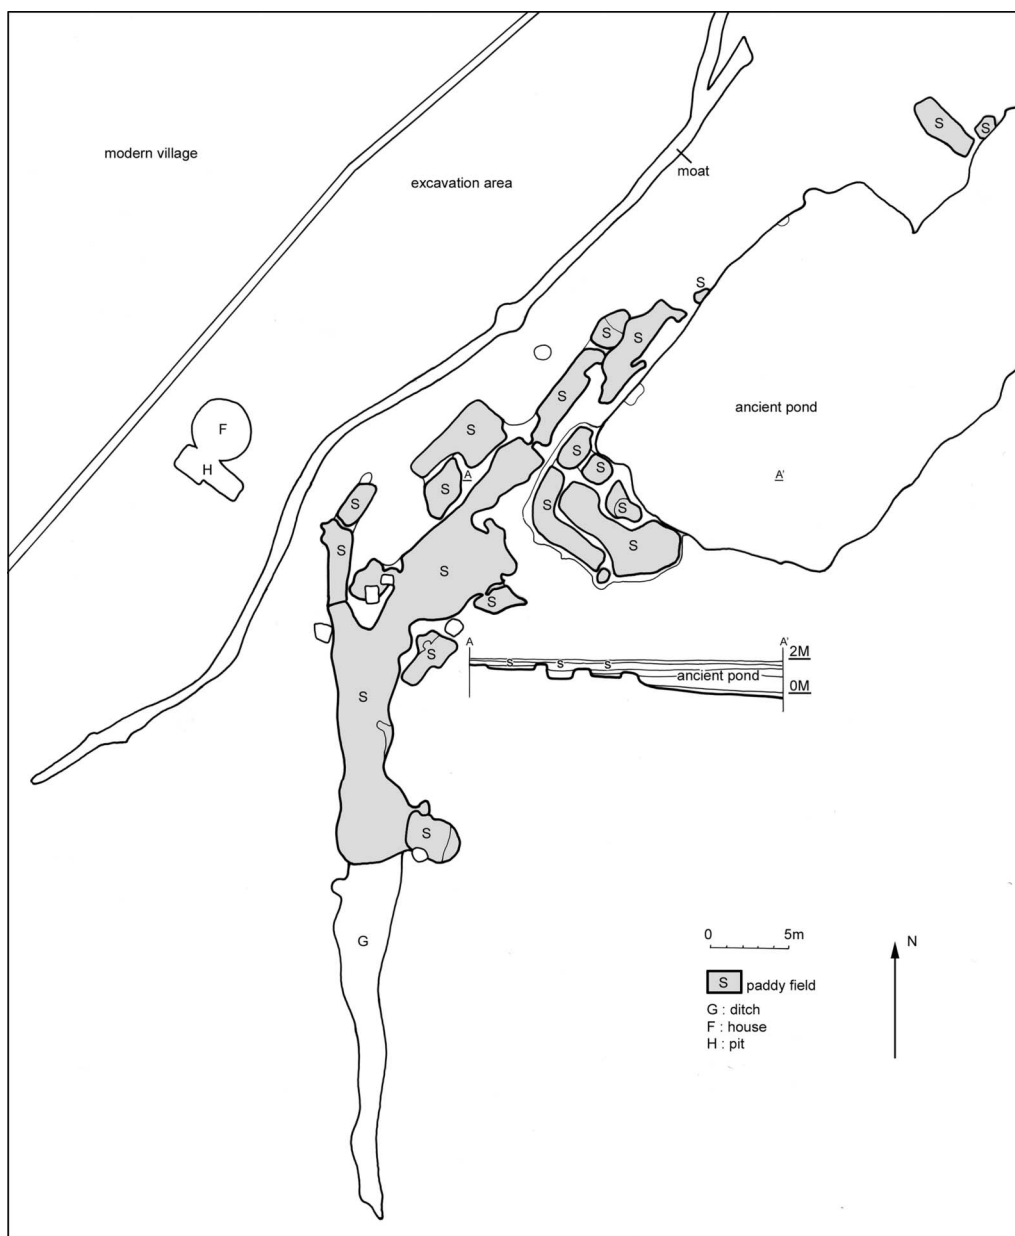 modern village
excavation area
moat
S
S
S
S
S
S
ancient pond
F
H
S
S
S
S
S
A
A'
S
S
S
S
S
S
S
S
S
A
A'
2M
S
S
S
ancient pond
0M
S
S
G
0
5m
N
S
paddy field
G : ditch
F : house
H : pit